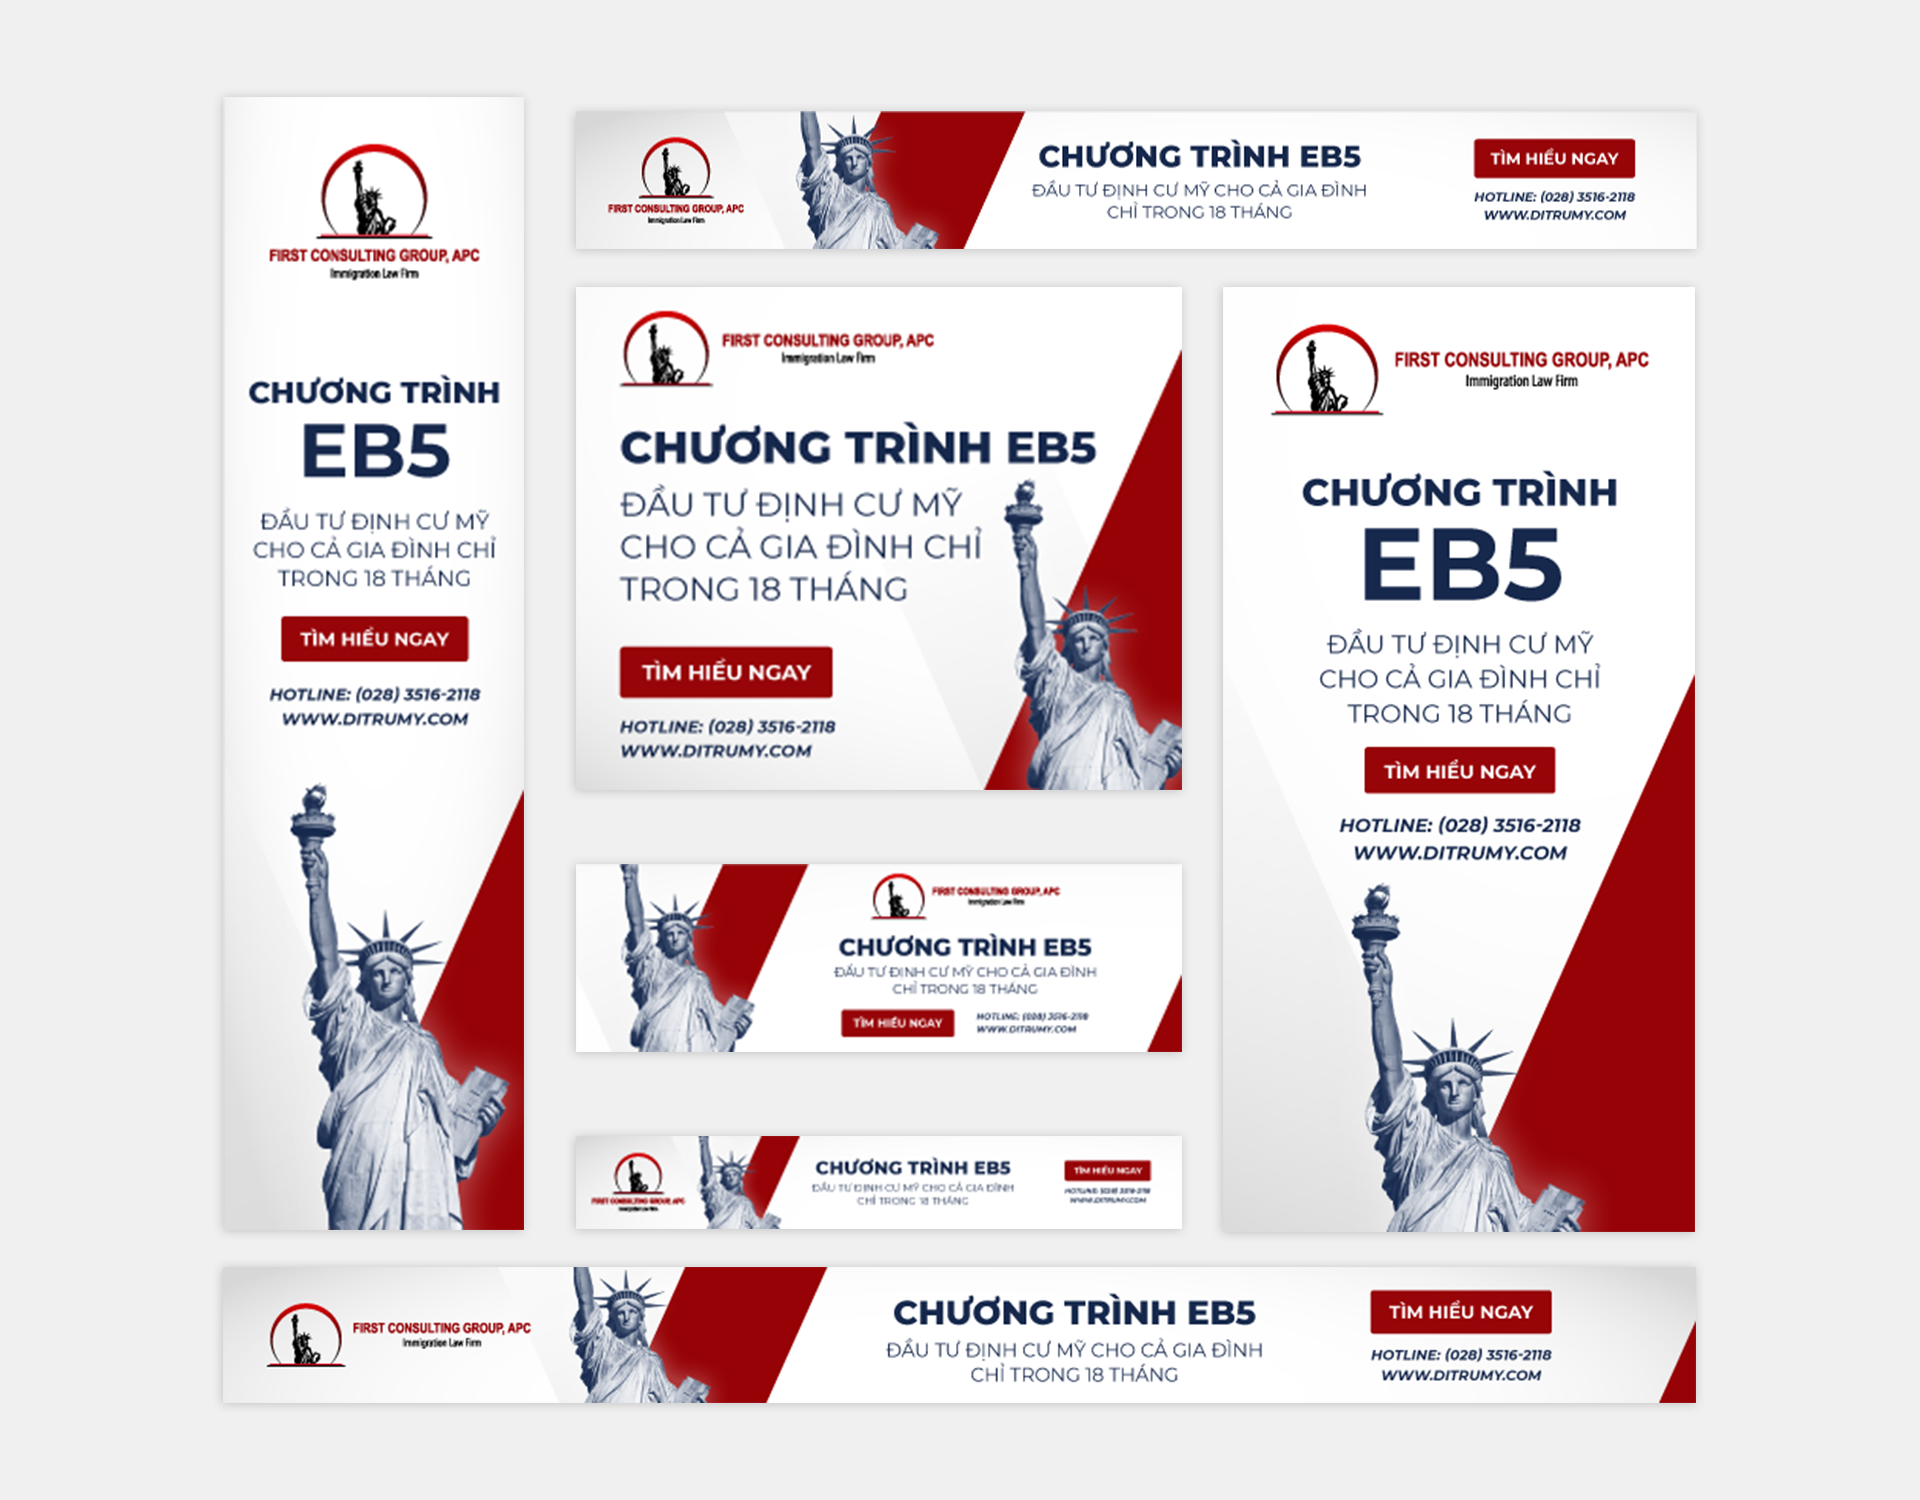 FIRST CONSULTING GROUP, APC
Immigration Law Firm
CHƯƠNG TRÌNH
EB5
ĐẦU TƯ ĐỊNH CƯ MỸ
CHO CẢ GIA ĐÌNH CHỈ
TRONG 18 THÁNG
TÌM HIỂU NGAY
HOTLINE: (028) 3516-2118
WWW.DITRUMY.COM
FIRST CONSULTING GROUP, APC
Immigration Law Firm
CHƯƠNG TRÌNH EB5
ĐẦU TƯ ĐỊNH CƯ MỸ CHO CẢ GIA ĐÌNH
CHỈ TRONG 18 THÁNG
TÌM HIỂU NGAY
HOTLINE: (028) 3516-2118
WWW.DITRUMY.COM
FIRST CONSULTING GROUP, APC
Immigration Law Firm
CHƯƠNG TRÌNH EB5
ĐẦU TƯ ĐỊNH CƯ MỸ
CHO CẢ GIA ĐÌNH CHỈ
TRONG 18 THÁNG
TÌM HIỂU NGAY
HOTLINE: (028) 3516-2118
WWW.DITRUMY.COM
FIRST CONSULTING GROUP, APC
Immigration Law Firm
CHƯƠNG TRÌNH
EB5
ĐẦU TƯ ĐỊNH CƯ MỸ
CHO CẢ GIA ĐÌNH CHỈ
TRONG 18 THÁNG
TÌM HIỂU NGAY
HOTLINE: (028) 3516-2118
WWW.DITRUMY.COM
FIRST CONSULTING GROUP, APC
Immigration Law Firm
CHƯƠNG TRÌNH EB5
ĐẦU TƯ ĐỊNH CƯ MỸ CHO CẢ GIA ĐÌNH
CHỈ TRONG 18 THÁNG
TÌM HIỂU NGAY
HOTLINE: (028) 3516-2118
WWW.DITRUMY.COM
FIRST CONSULTING GROUP, APC
Immigration Law Firm
CHƯƠNG TRÌNH EB5
ĐẦU TƯ ĐỊNH CƯ MỸ CHO CẢ GIA ĐÌNH
CHỈ TRONG 18 THÁNG
TÌM HIỂU NGAY
HOTLINE: (028) 3516-2118
WWW.DITRUMY.COM
FIRST CONSULTING GROUP, APC
Immigration Law Firm
CHƯƠNG TRÌNH EB5
ĐẦU TƯ ĐỊNH CƯ MỸ CHO CẢ GIA ĐÌNH
CHỈ TRONG 18 THÁNG
TÌM HIỂU NGAY
HOTLINE: (028) 3516-2118
WWW.DITRUMY.COM